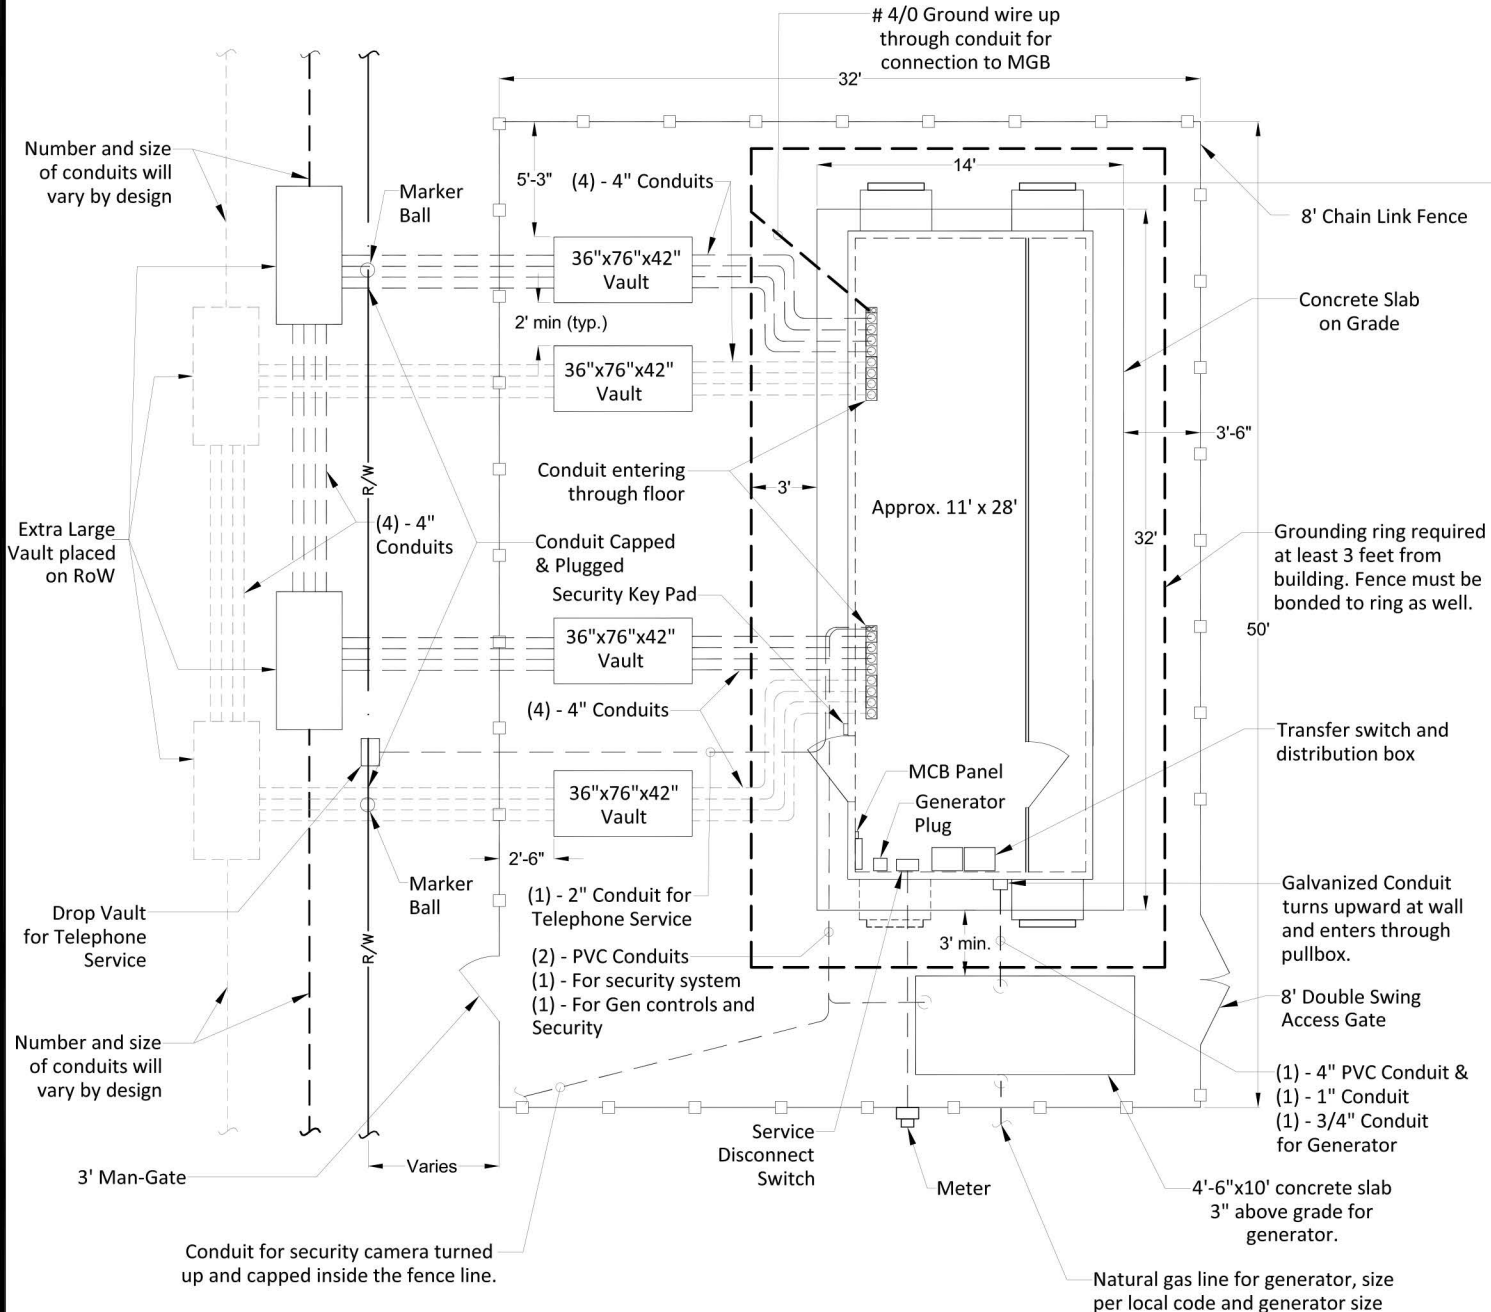 # 4/0 Ground wire up
through conduit for
connection to MGB
32'
Number and size
of conduits will
vary by design
Marker
Ball
5'-3"
(4) - 4" Conduits
14'
8' Chain Link Fence
36"x76"x42"
Vault
2' min (typ.)
Concrete Slab
on Grade
36"x76"x42"
Vault
3'-6"
R/W
Conduit entering
through floor
3'
Approx. 11' x 28'
32'
Extra Large
Vault placed
on RoW
(4) - 4"
Conduits
Conduit Capped
& Plugged
Grounding ring required
at least 3 feet from
building. Fence must be
bonded to ring as well.
Security Key Pad
50'
36"x76"x42"
Vault
(4) - 4" Conduits
Transfer switch and
distribution box
MCB Panel
Generator
Plug
36"x76"x42"
Vault
2'-6"
Marker
Ball
(1) - 2" Conduit for
Telephone Service
Galvanized Conduit
turns upward at wall
and enters through
pullbox.
Drop Vault
for Telephone
Service
R/W
3' min.
(2) - PVC Conduits
(1) - For security system
(1) - For Gen controls and
Security
8' Double Swing
Access Gate
Number and size
of conduits will
vary by design
(1) - 4" PVC Conduit &
(1) - 1" Conduit
(1) - 3/4" Conduit
for Generator
Service
Disconnect
Switch
Varies
3' Man-Gate
Meter
4'-6"x10' concrete slab
3" above grade for
generator.
Conduit for security camera turned
up and capped inside the fence line.
Natural gas line for generator, size
per local code and generator size